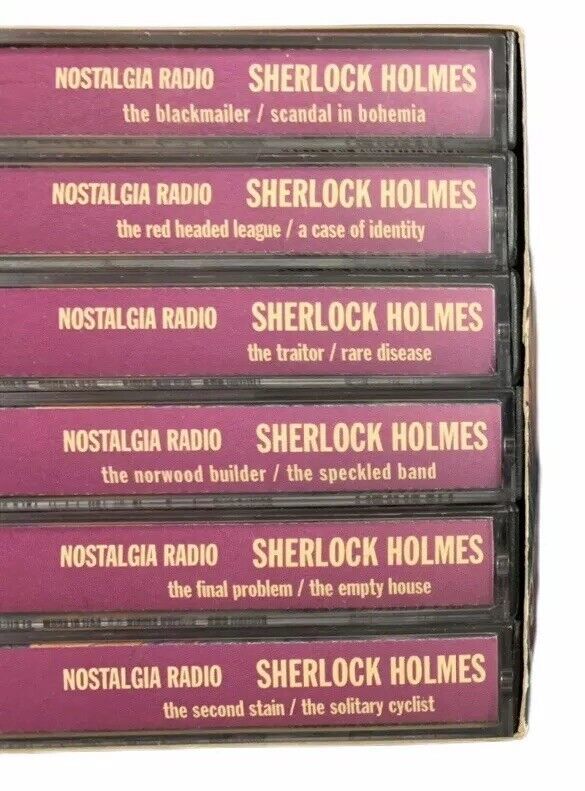 NOSTALGIA RADIO SHERLOCK HOLMES
the blackmailer / scandal in bohemia
NOSTALGIA RADIO SHERLOCK HOLMES
the red headed league / a case of identity
NOSTALGIA RADIO SHERLOCK HOLMES
the traitor / rare disease
NOSTALGIA RADIO SHERLOCK HOLMES
the norwood builder / the speckled band
NOSTALGIA RADIO SHERLOCK HOLMES
the final problem / the empty house
NOSTALGIA RADIO SHERLOCK HOLMES
the second stain / the solitary cyclist